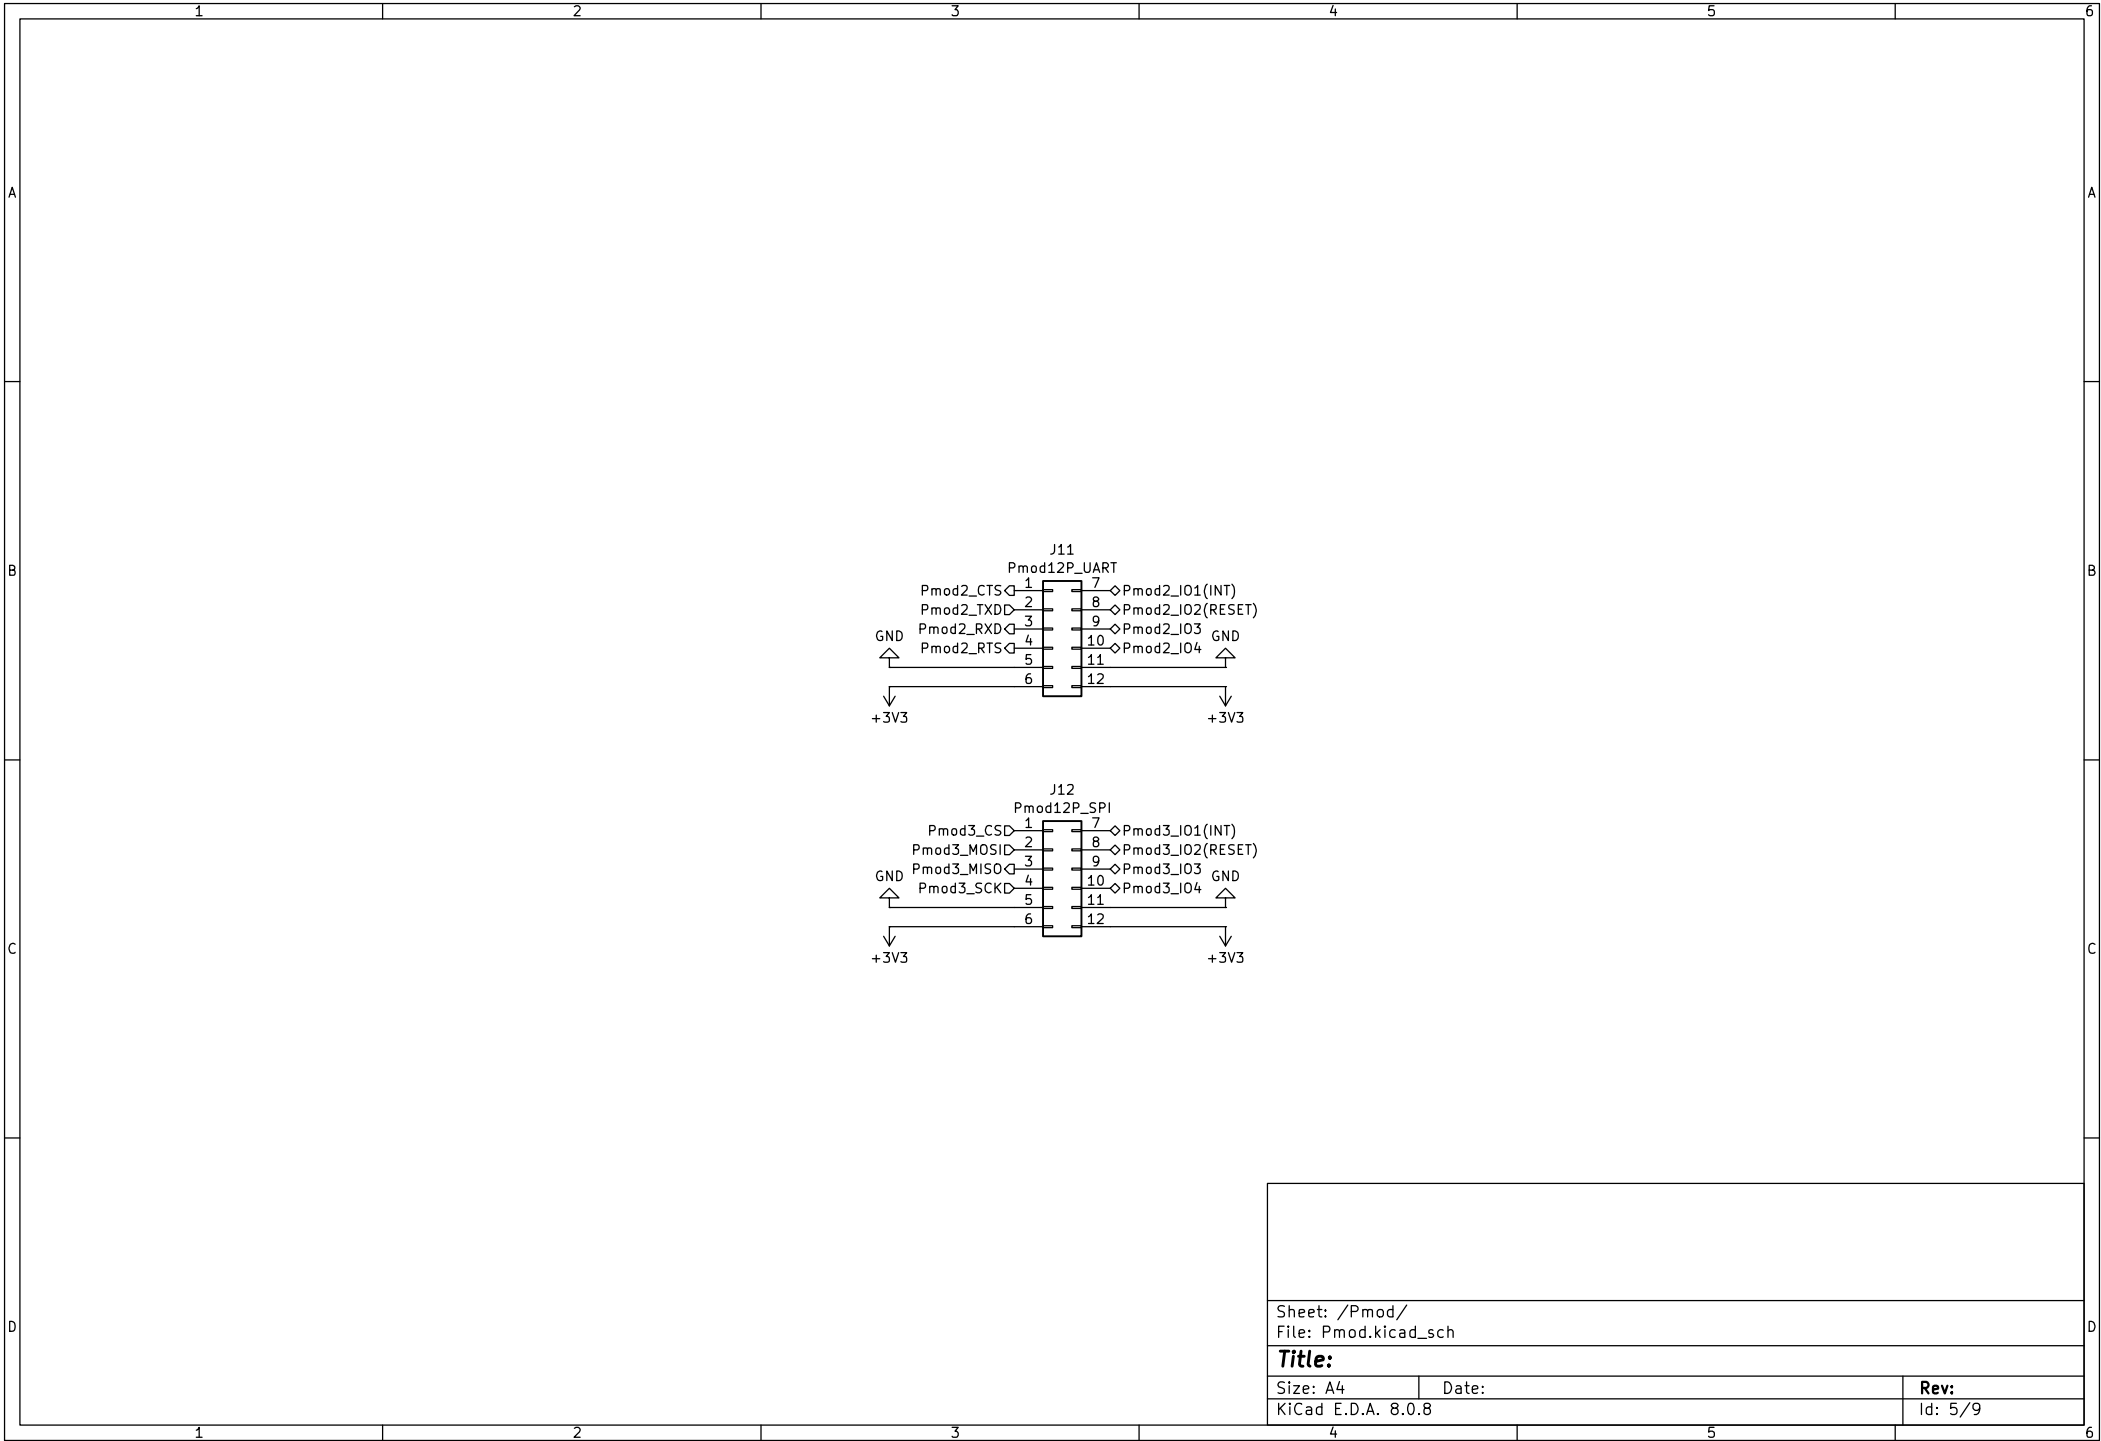 1 2 3 4 5 6
A A
J11
B Pmod12P_UART B
Pmod2_CTS 1 7 Pmod2_IO1(INT)
Pmod2_TXD 2 8 Pmod2_IO2(RESET)
Pmod2_RXD 3 9 Pmod2_IO3
GND Pmod2_RTS 4 10 Pmod2_IO4 GND
5 11
6 12
+3V3 +3V3
J12
Pmod12P_SPI
Pmod3_CS 1 7 Pmod3_IO1(INT)
Pmod3_MOSI 2 8 Pmod3_IO2(RESET)
Pmod3_MISO 3 9 Pmod3_IO3
GND Pmod3_SCK 4 10 Pmod3_IO4 GND
5 11
6 12
C C
+3V3 +3V3
Sheet: /Pmod/
D D
File: Pmod.kicad_sch
Title:
Size: A4 Date: Rev:
KiCad E.D.A. 8.0.8 Id: 5/9
1 2 3 4 5 6